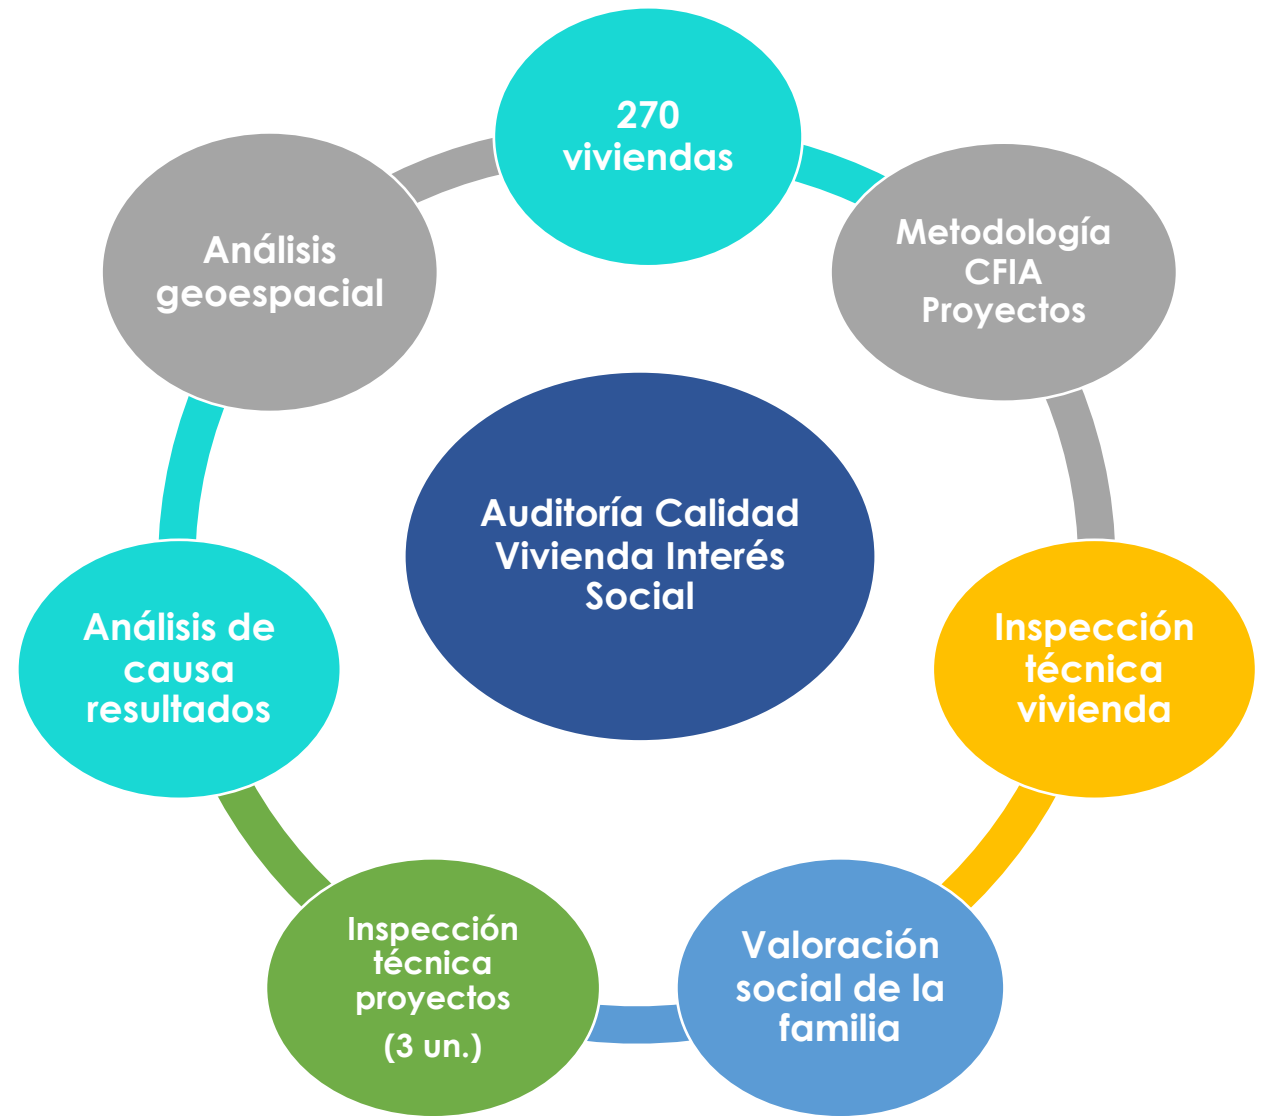 270
viviendas
Metodología
CFIA
Proyectos
Inspección
técnica
vivienda
Valoración
social de la
familia
Inspección
técnica
proyectos
(3 un.)
Análisis de
causa
resultados
Análisis
geoespacial
Auditoría Calidad
Vivienda Interés
Social